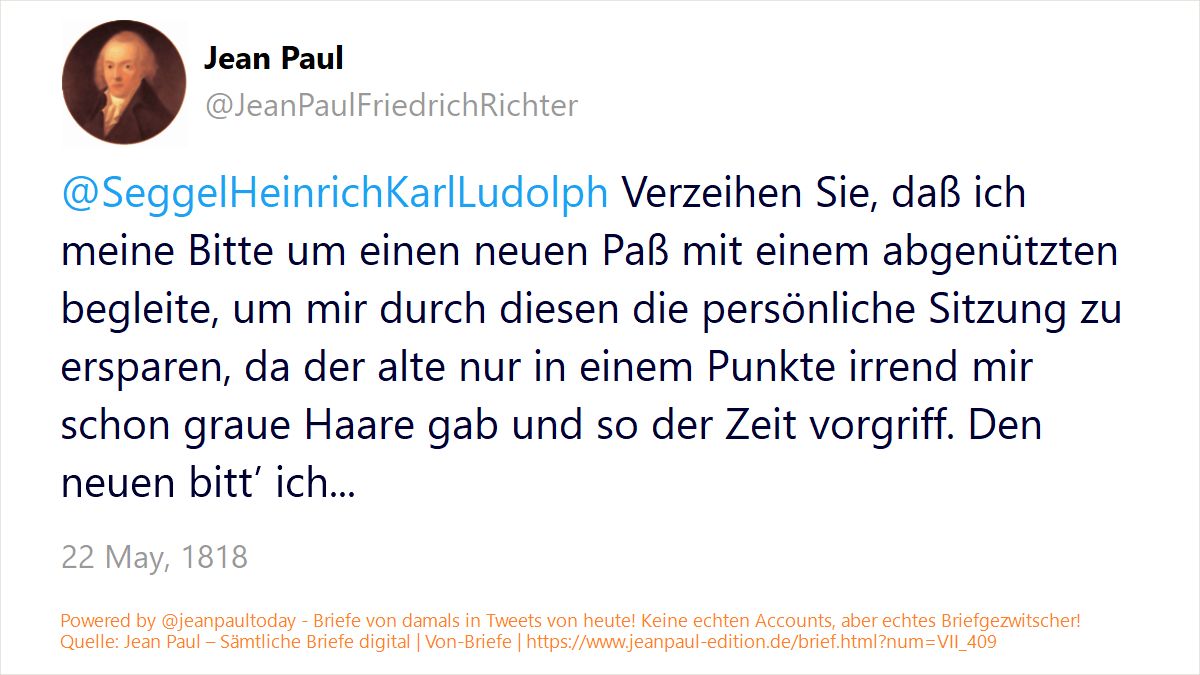 Jean Paul
@JeanPaulFriedrichRichter
@SeggelHeinrichKarlLudolph Verzeihen Sie, daß ich
meine Bitte um einen neuen Paß mit einem abgenützten
begleite, um mir durch diesen die persönliche Sitzung zu
ersparen, da der alte nur in einem Punkte irrend mir
schon graue Haare gab und so der Zeit vorgriff. Den
neuen bitt’ ich...
22 May, 1818
Powered by @jeanpaultoday - Briefe von damals in Tweets von heute! Keine echten Accounts, aber echtes Briefgezwitscher!
Quelle: Jean Paul – Sämtliche Briefe digital | Von-Briefe | https://www.jeanpaul-edition.de/brief.html?num=VII_409